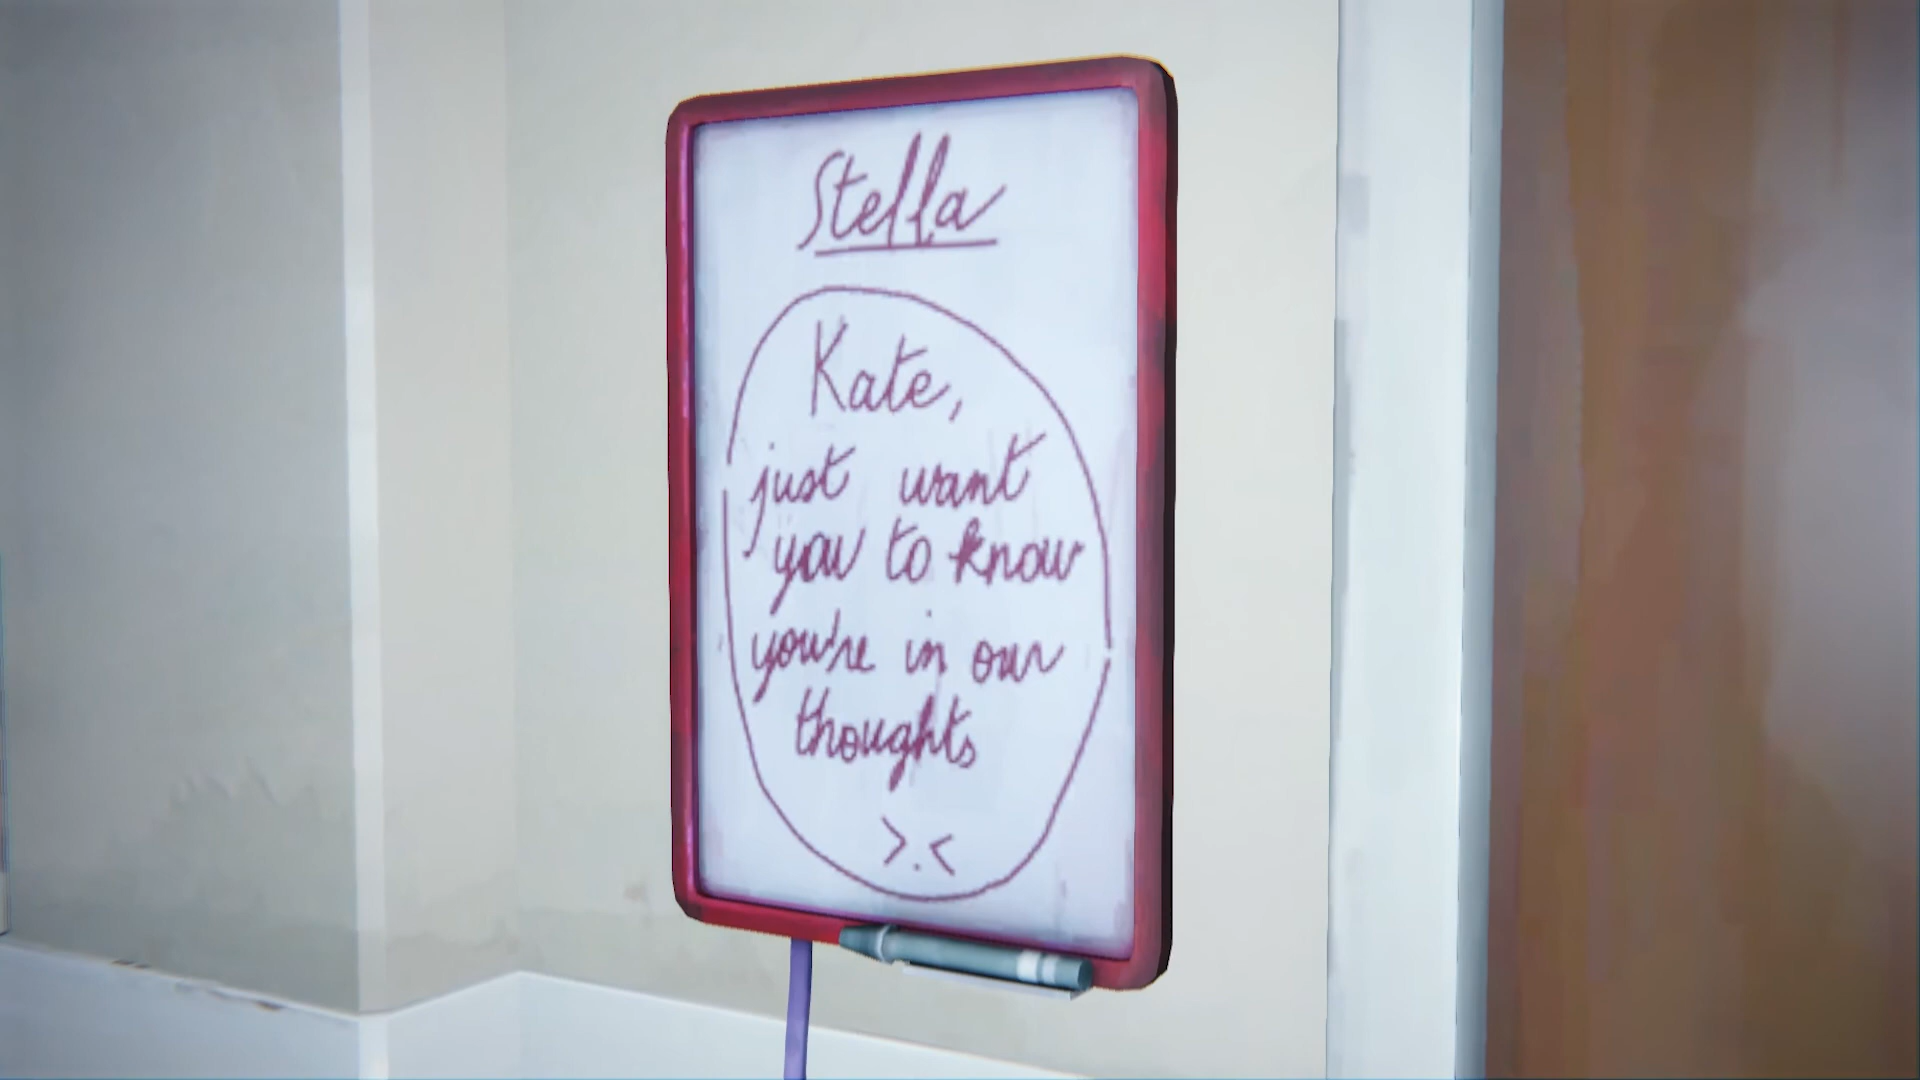 Stella
Kate,
just want
you to know
you're in our
thoughts
>.<